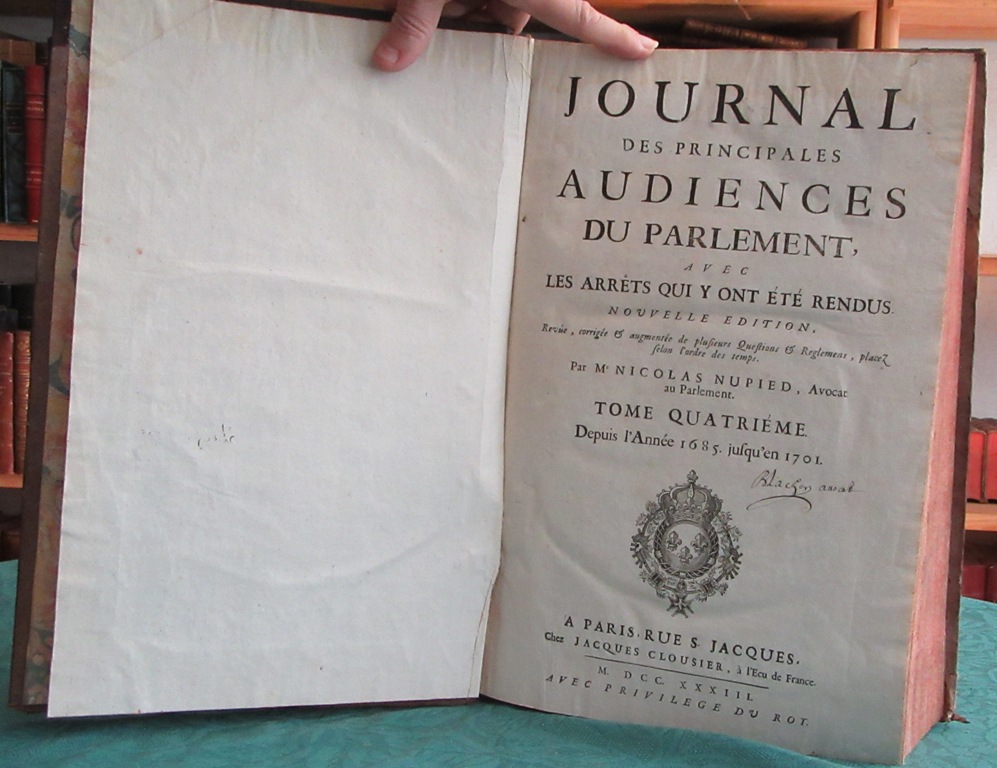 JOURNAL
DES PRINCIPALES
AUDIENCES
DU PARLEMENT,
AVEC
LES ARRÊTS QUI Y ONT ÉTÉ RENDUS.
NOUVELLE EDITION,
Revûe, corrigée & augmentée de plusieurs Questions & Reglemens, placez
selon l'ordre des temps.
Par Me NICOLAS NUPIED, Avocat
au Parlement.
TOME QUATRIÉME.
Depuis l'Année 1685. jusqu'en 1701.
A PARIS, RUE S. JACQUES,
Chez JACQUES CLOUSIER, à l'Ecu de France.
M. DCC. XXXIII.
AVEC PRIVILEGE DU ROI.